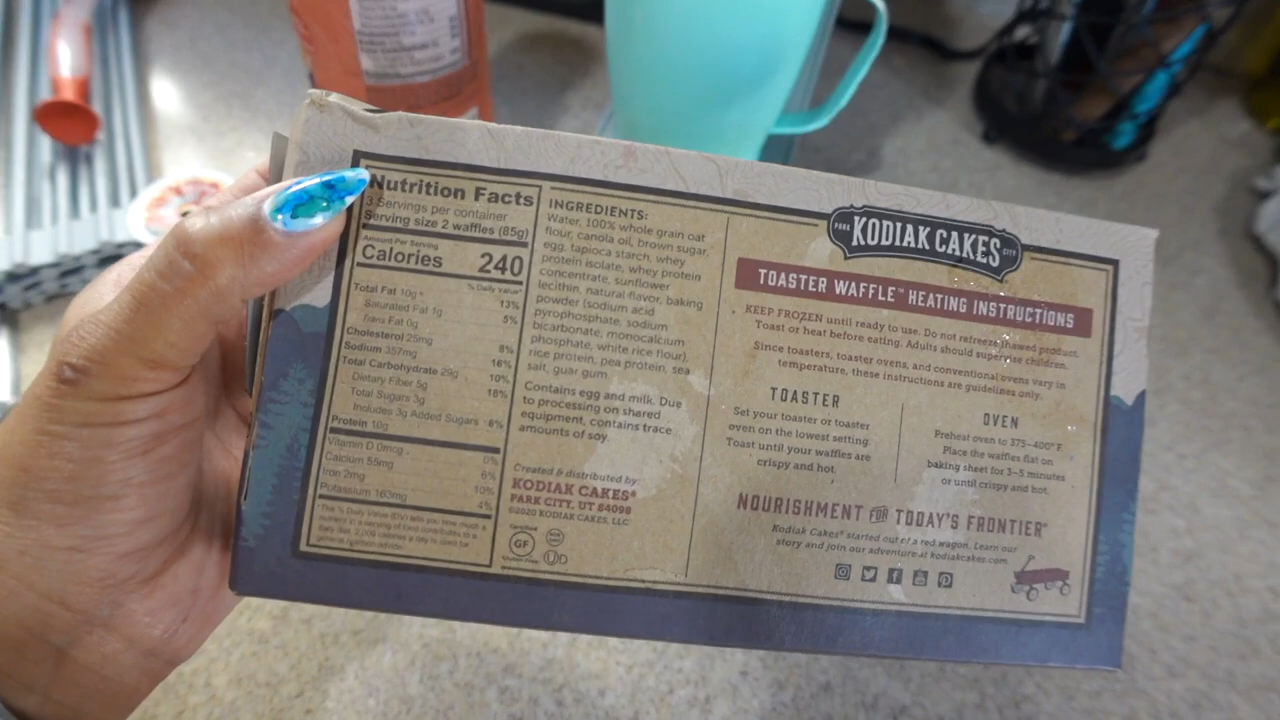 Nutrition Facts
3 Servings per container
Serving size 2 waffles (85g)
Amount Per Serving
Calories 240
% Daily Value*
Total Fat 10g 13%
Saturated Fat 1g 5%
Trans Fat 0g
Cholesterol 25mg 8%
Sodium 357mg 16%
Total Carbohydrate 29g 10%
Dietary Fiber 5g 18%
Total Sugars 3g
Includes 3g Added Sugars 6%
Protein 10g
Vitamin D 0mcg 0%
Calcium 55mg 6%
Iron 2mg 10%
Potassium 163mg 4%
*The % Daily Value (DV) tells you how much a
nutrient in a serving of food contributes to a
daily diet. 2,000 calories a day is used for
general nutrition advice.
INGREDIENTS:
Water, 100% whole grain oat
flour, canola oil, brown sugar,
egg, tapioca starch, whey
protein isolate, whey protein
concentrate, sunflower
lecithin, natural flavor, baking
powder (sodium acid
pyrophosphate, sodium
bicarbonate, monocalcium
phosphate, white rice flour),
rice protein, pea protein, sea
salt, guar gum.
Contains egg and milk. Due
to processing on shared
equipment, contains trace
amounts of soy.
Created & distributed by:
KODIAK CAKES®
PARK CITY, UT 84098
©2020 KODIAK CAKES, LLC
Certified
GF
Gluten-Free
UD
PARK KODIAK CAKES CITY
TOASTER WAFFLE™ HEATING INSTRUCTIONS
KEEP FROZEN until ready to use. Do not refreeze thawed product.
Toast or heat before eating. Adults should supervise children.
Since toasters, toaster ovens, and conventional ovens vary in
temperature, these instructions are guidelines only.
TOASTER
Set your toaster or toaster
oven on the lowest setting
Toast until your waffles are
crispy and hot.
OVEN
Preheat oven to 375-400° F.
Place the waffles flat on
baking sheet for 3-5 minutes
or until crispy and hot.
NOURISHMENT FOR TODAY'S FRONTIER®
Kodiak Cakes® started out of a red wagon. Learn our
story and join our adventure at kodiakcakes.com.